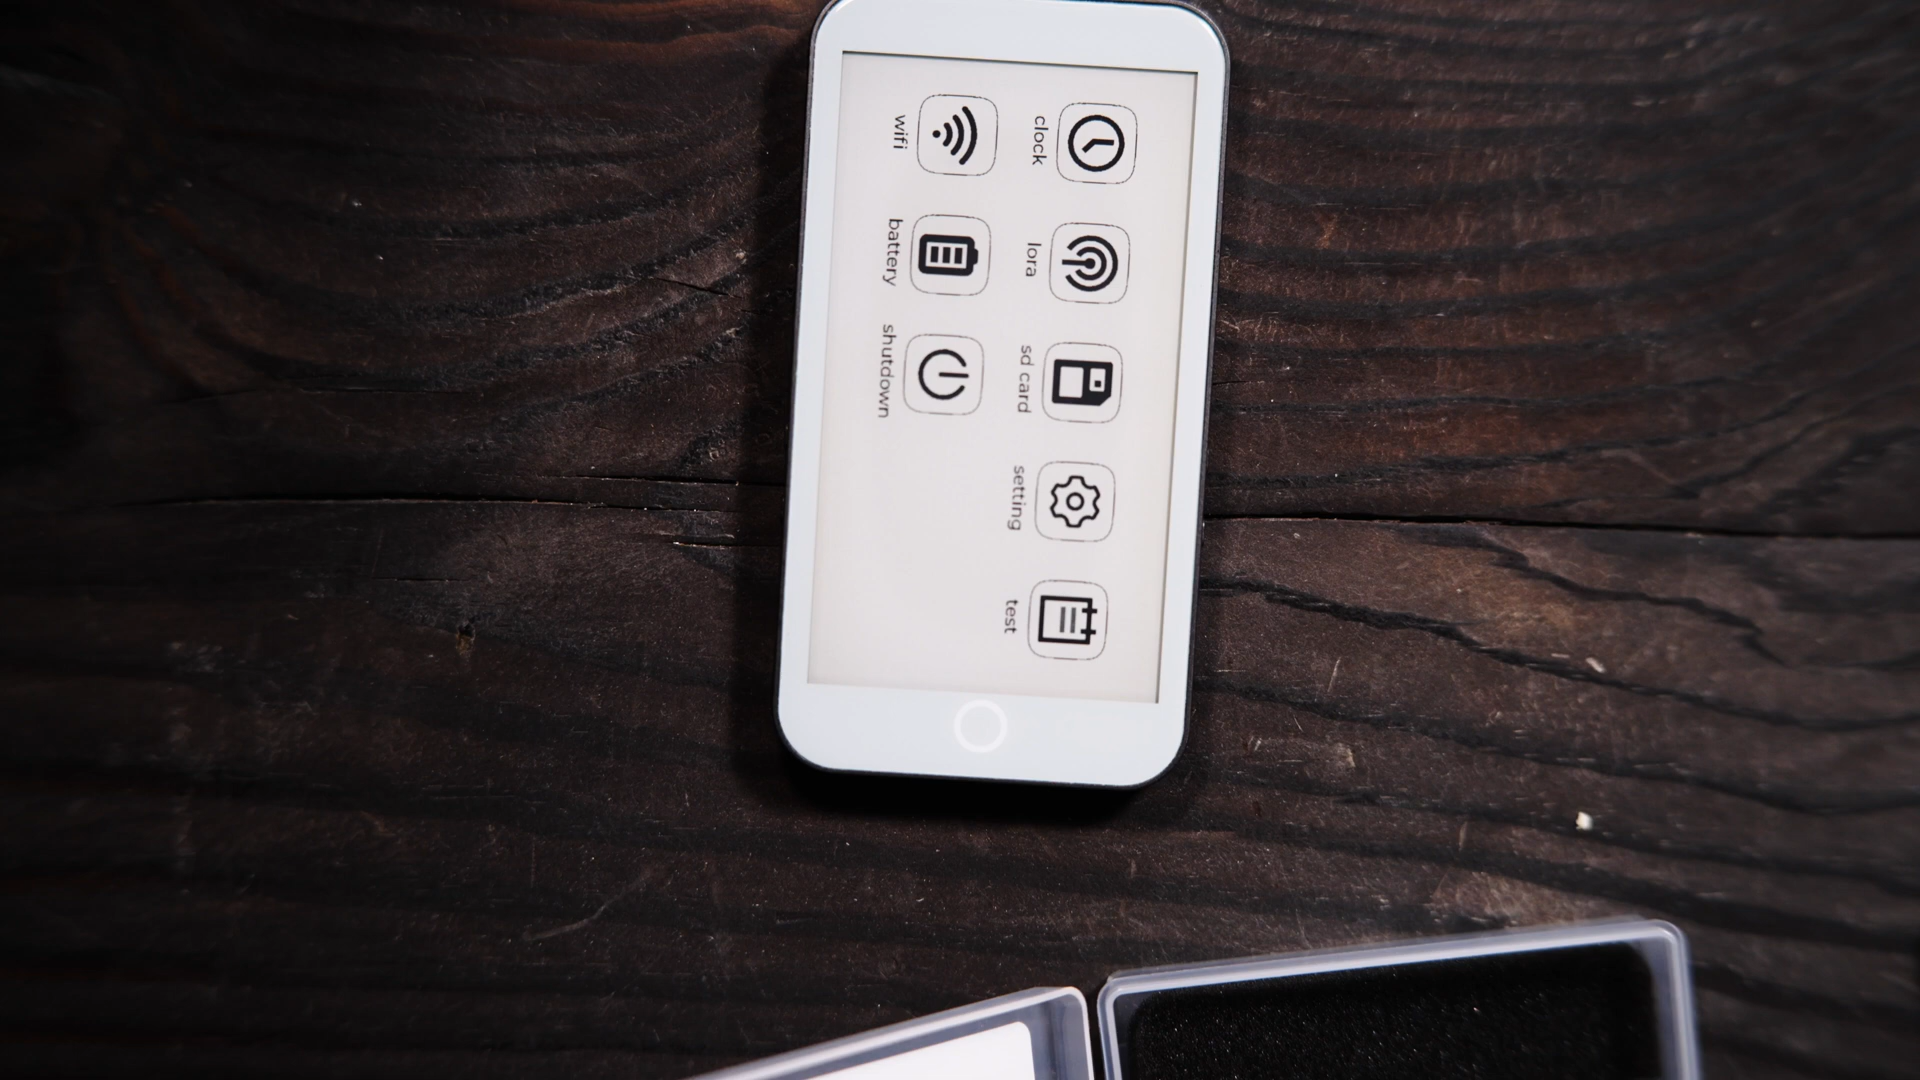 clock
lora
sd card
setting
test
wifi
battery
shutdown